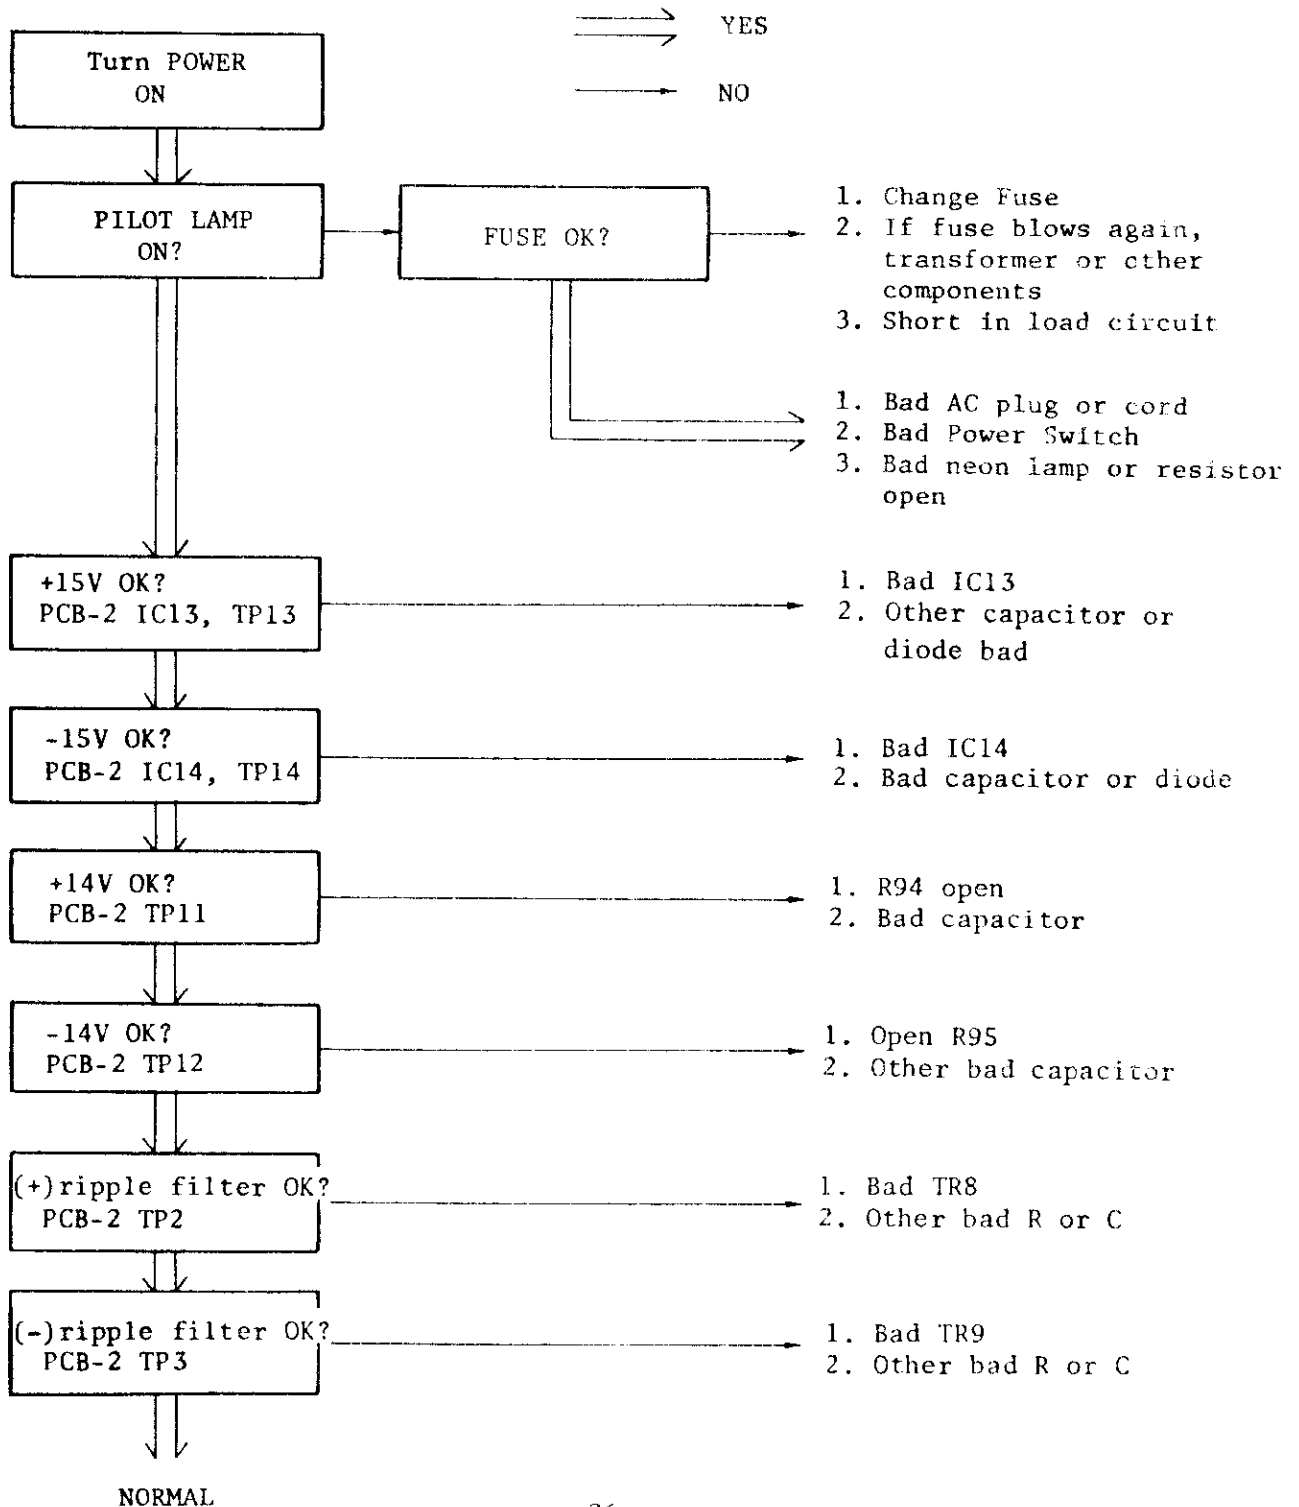 YES
NO
Turn POWER
ON
PILOT LAMP
ON?
FUSE OK?
1. Change Fuse
2. If fuse blows again,
transformer or other
components
3. Short in load circuit
1. Bad AC plug or cord
2. Bad Power Switch
3. Bad neon lamp or resistor
open
+15V OK?
PCB-2 IC13, TP13
1. Bad IC13
2. Other capacitor or
diode bad
-15V OK?
PCB-2 IC14, TP14
1. Bad IC14
2. Bad capacitor or diode
+14V OK?
PCB-2 TP11
1. R94 open
2. Bad capacitor
-14V OK?
PCB-2 TP12
1. Open R95
2. Other bad capacitor
(+)ripple filter OK?
PCB-2 TP2
1. Bad TR8
2. Other bad R or C
(-)ripple filter OK?
PCB-2 TP3
1. Bad TR9
2. Other bad R or C
NORMAL